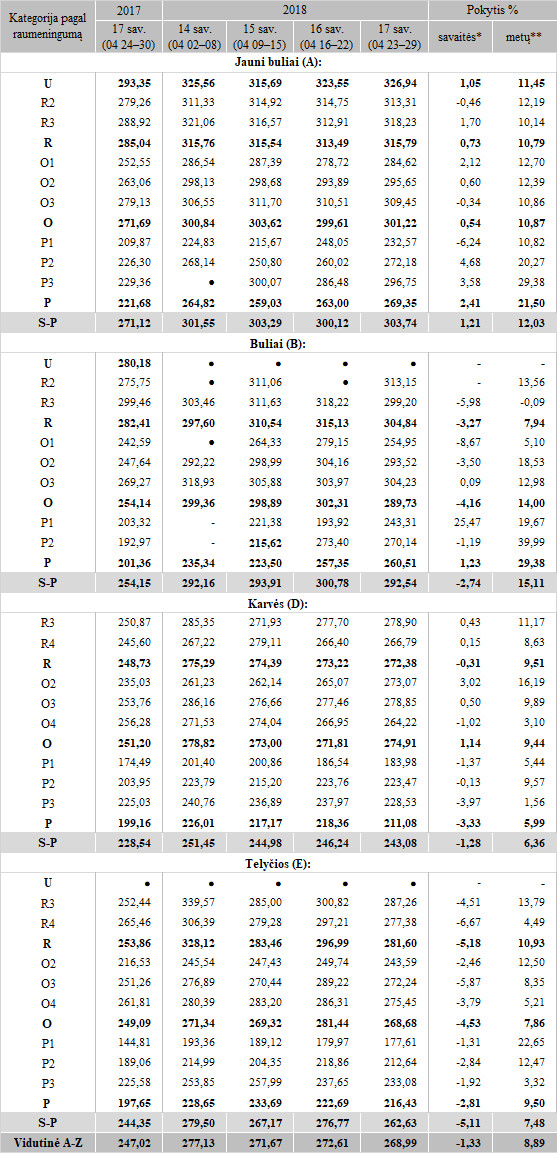 Kategorija pagal raumeningumą 2017 2018 Pokytis %
17 sav. (04 24–30) 14 sav. (04 02–08) 15 sav. (04 09–15) 16 sav. (04 16–22) 17 sav. (04 23–29) savaitės* metų**
Jauni buliai (A):
U 293,35 325,56 315,69 323,55 326,94 1,05 11,45
R2 279,26 311,33 314,92 314,75 313,31 -0,46 12,19
R3 288,92 321,06 316,57 312,91 318,23 1,70 10,14
R 285,04 315,76 315,54 313,49 315,79 0,73 10,79
O1 252,55 286,54 287,39 278,72 284,62 2,12 12,70
O2 263,06 298,13 298,68 293,89 295,65 0,60 12,39
O3 279,13 306,55 311,70 310,51 309,45 -0,34 10,86
O 271,69 300,84 303,62 299,61 301,22 0,54 10,87
P1 209,87 224,83 215,67 248,05 232,57 -6,24 10,82
P2 226,30 268,14 250,80 260,02 272,18 4,68 20,27
P3 229,36 ● 300,07 286,48 296,75 3,58 29,38
P 221,68 264,82 259,03 263,00 269,35 2,41 21,50
S-P 271,12 301,55 303,29 300,12 303,74 1,21 12,03
Buliai (B):
U 280,18 ● ● ● ● - -
R2 275,75 ● 311,06 ● 313,15 - 13,56
R3 299,46 303,46 311,63 318,22 299,20 -5,98 -0,09
R 282,41 297,60 310,54 315,13 304,84 -3,27 7,94
O1 242,59 ● 264,33 279,15 254,95 -8,67 5,10
O2 247,64 292,22 298,99 304,16 293,52 -3,50 18,53
O3 269,27 318,93 305,88 303,97 304,23 0,09 12,98
O 254,14 299,36 298,89 302,31 289,73 -4,16 14,00
P1 203,32 - 221,38 193,92 243,31 25,47 19,67
P2 192,97 - 215,62 273,40 270,14 -1,19 39,99
P 201,36 235,34 223,50 257,35 260,51 1,23 29,38
S-P 254,15 292,16 293,91 300,78 292,54 -2,74 15,11
Karvės (D):
R3 250,87 285,35 271,93 277,70 278,90 0,43 11,17
R4 245,60 267,22 279,11 266,40 266,79 0,15 8,63
R 248,73 275,29 274,39 273,22 272,38 -0,31 9,51
O2 235,03 261,23 262,14 265,07 273,07 3,02 16,19
O3 253,76 286,16 276,66 277,46 278,85 0,50 9,89
O4 256,28 271,53 274,04 266,95 264,22 -1,02 3,10
O 251,20 278,82 273,00 271,81 274,91 1,14 9,44
P1 174,49 201,40 200,86 186,54 183,98 -1,37 5,44
P2 203,95 223,79 215,20 223,76 223,47 -0,13 9,57
P3 225,03 240,76 236,89 237,97 228,53 -3,97 1,56
P 199,16 226,01 217,17 218,36 211,08 -3,33 5,99
S-P 228,54 251,45 244,98 246,24 243,08 -1,28 6,36
Telyčios (E):
U ● ● ● ● ● - -
R3 252,44 339,57 285,00 300,82 287,26 -4,51 13,79
R4 265,46 306,39 279,28 297,21 277,38 -6,67 4,49
R 253,86 328,12 283,46 296,99 281,60 -5,18 10,93
O2 216,53 245,54 247,43 249,74 243,59 -2,46 12,50
O3 251,26 276,89 270,44 289,22 272,24 -5,87 8,35
O4 261,81 280,39 283,20 286,31 275,45 -3,79 5,21
O 249,09 271,34 269,32 281,44 268,68 -4,53 7,86
P1 144,81 193,36 189,12 179,97 177,61 -1,31 22,65
P2 189,06 214,99 204,35 218,86 212,64 -2,84 12,47
P3 225,58 253,85 257,99 237,65 233,08 -1,92 3,32
P 197,65 228,65 233,69 222,69 216,43 -2,81 9,50
S-P 244,35 279,50 267,17 276,77 262,63 -5,11 7,48
Vidutinė A-Z 247,02 277,13 271,67 272,61 268,99 -1,33 8,89